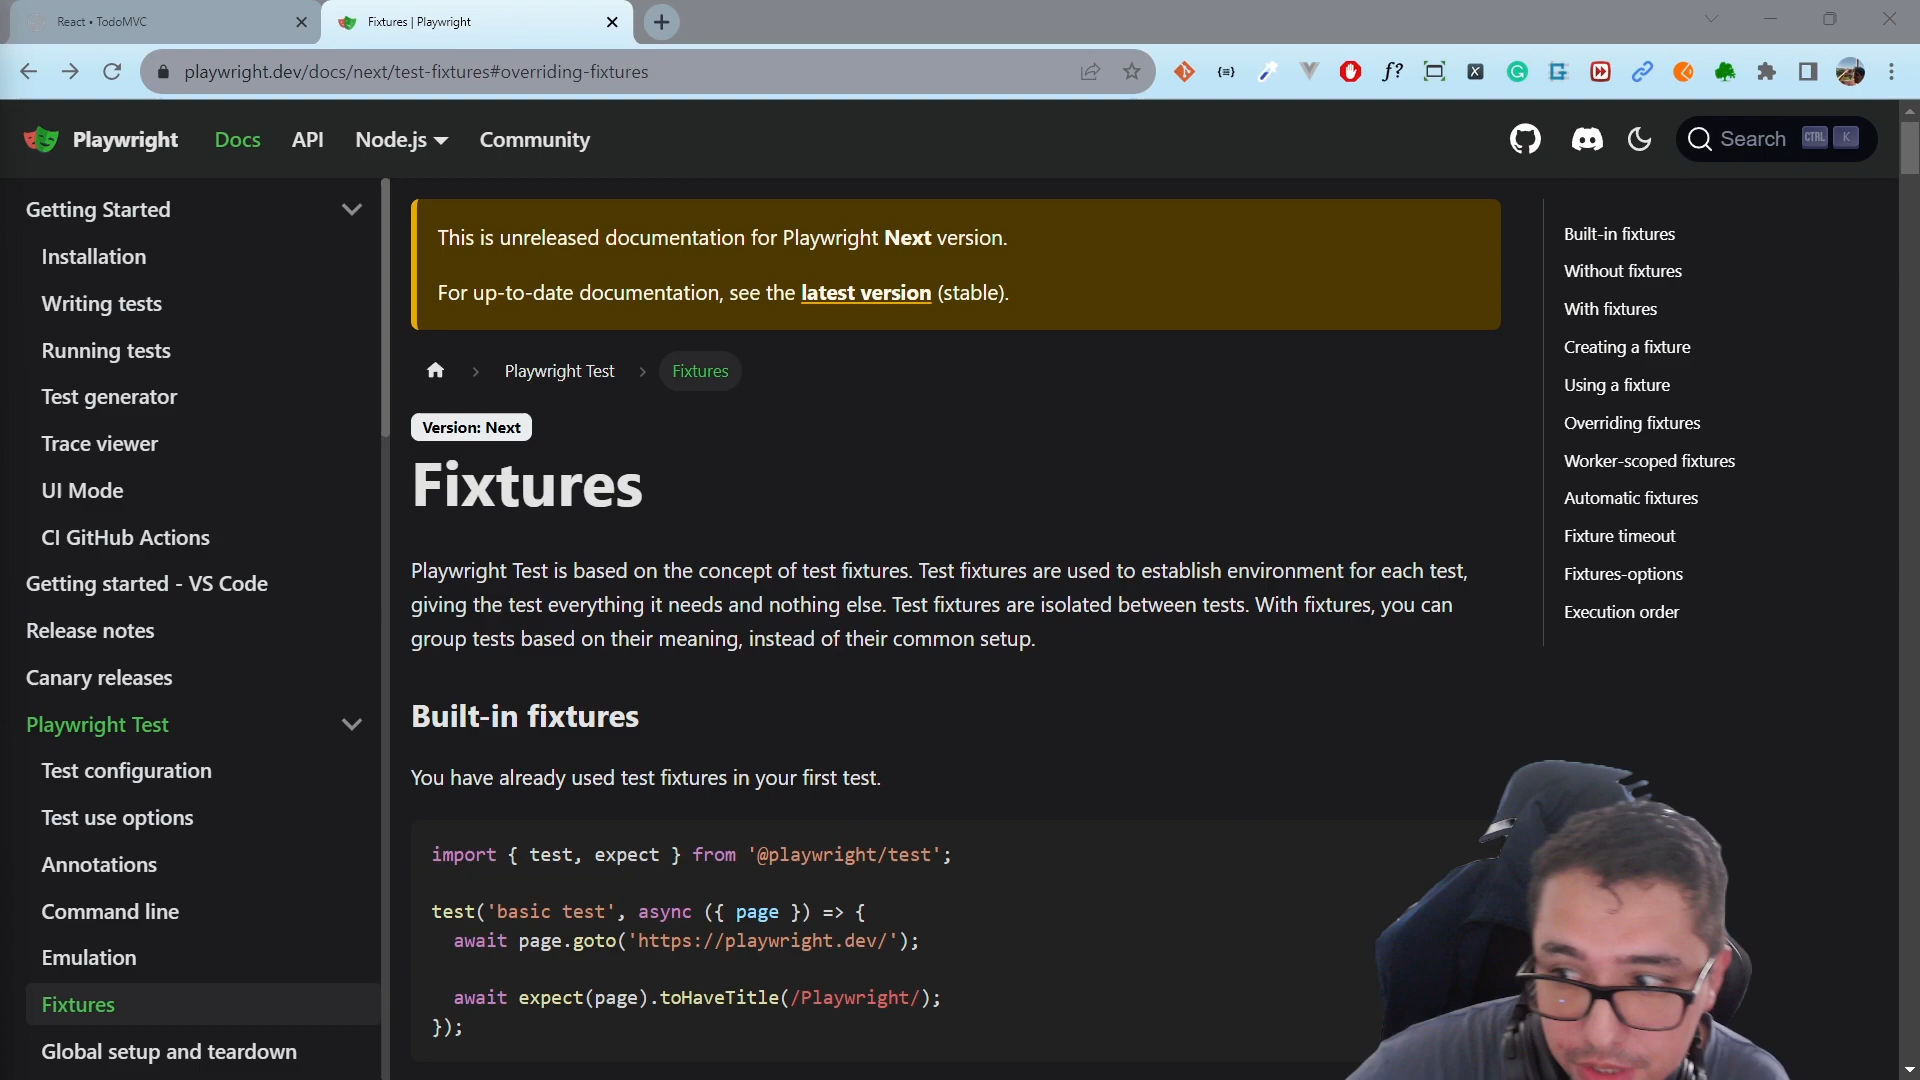 React • TodoMVC
Fixtures | Playwright
playwright.dev/docs/next/test-fixtures#overriding-fixtures
Playwright
Docs
API
Node.js
Community
Search
CTRL
K
Getting Started
Installation
Writing tests
Running tests
Test generator
Trace viewer
UI Mode
CI GitHub Actions
Getting started - VS Code
Release notes
Canary releases
Playwright Test
Test configuration
Test use options
Annotations
Command line
Emulation
Fixtures
Global setup and teardown
This is unreleased documentation for Playwright Next version.
For up-to-date documentation, see the latest version (stable).
Playwright Test
Fixtures
Version: Next
Fixtures
Playwright Test is based on the concept of test fixtures. Test fixtures are used to establish environment for each test,
giving the test everything it needs and nothing else. Test fixtures are isolated between tests. With fixtures, you can
group tests based on their meaning, instead of their common setup.
Built-in fixtures
You have already used test fixtures in your first test.
import { test, expect } from '@playwright/test';
test('basic test', async ({ page }) => {
await page.goto('https://playwright.dev/');
await expect(page).toHaveTitle(/Playwright/);
});
Built-in fixtures
Without fixtures
With fixtures
Creating a fixture
Using a fixture
Overriding fixtures
Worker-scoped fixtures
Automatic fixtures
Fixture timeout
Fixtures-options
Execution order